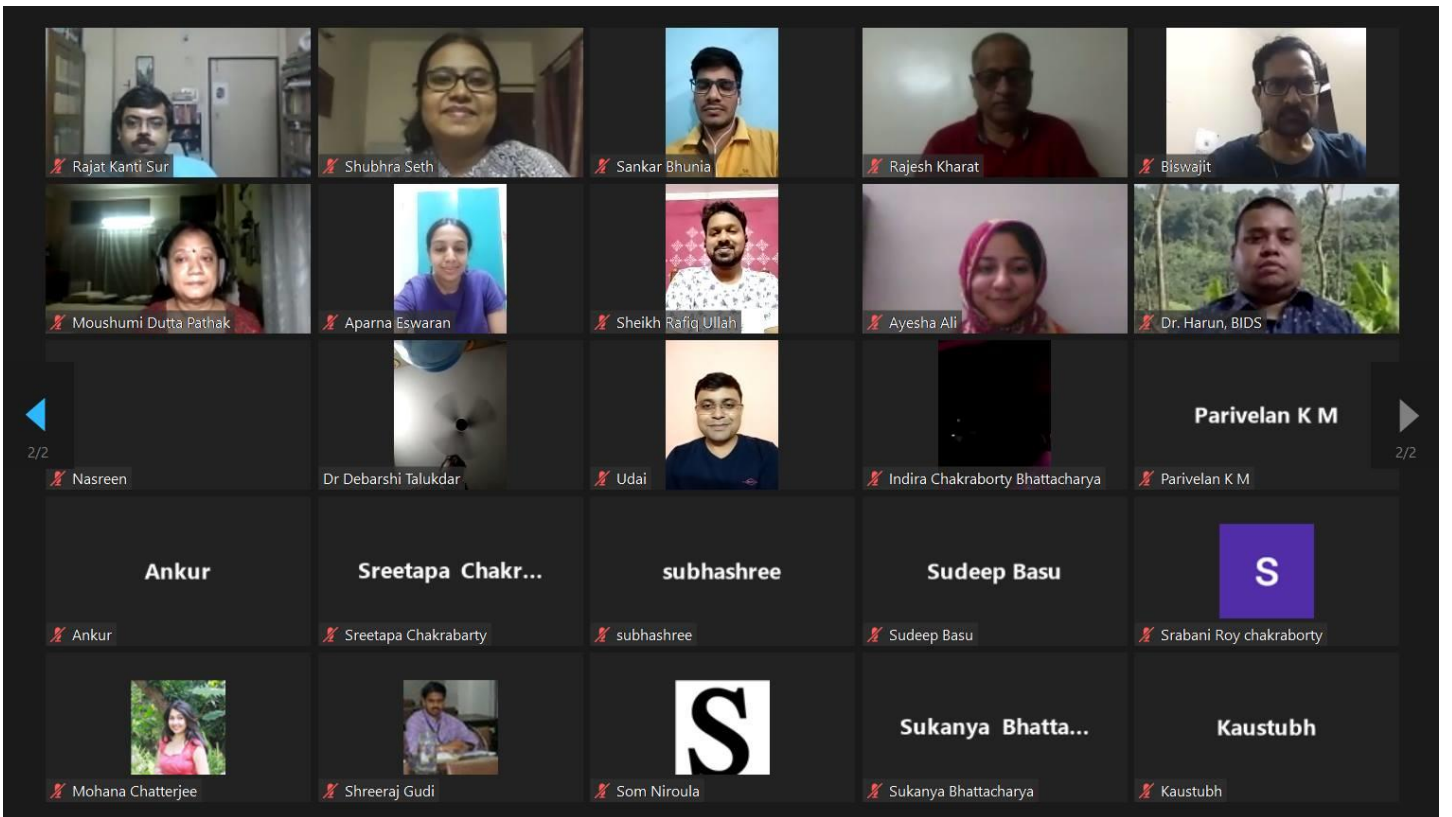 Rajat Kanti Sur
Shubhra Seth
Sankar Bhunia
Rajesh Kharat
Biswajit
Moushumi Dutta Pathak
Aparna Eswaran
Sheikh Rafiq Ullah
Ayesha Ali
Dr. Harun, BIDS
Parivelan K M
2/2
2/2
Nasreen
Dr Debarshi Talukdar
Udai
Indira Chakraborty Bhattacharya
Parivelan K M
Ankur
Sreetapa Chakr...
subhashree
Sudeep Basu
S
Ankur
Sreetapa Chakrabarty
subhashree
Sudeep Basu
Srabani Roy chakraborty
S
Sukanya Bhatta...
Kaustubh
Mohana Chatterjee
Shreeraj Gudi
Som Niroula
Sukanya Bhattacharya
Kaustubh